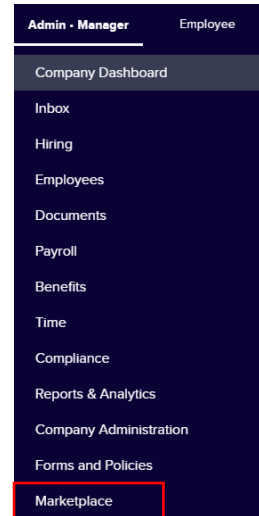 Admin · Manager Employee
Company Dashboard
Inbox
Hiring
Employees
Documents
Payroll
Benefits
Time
Compliance
Reports & Analytics
Company Administration
Forms and Policies
Marketplace